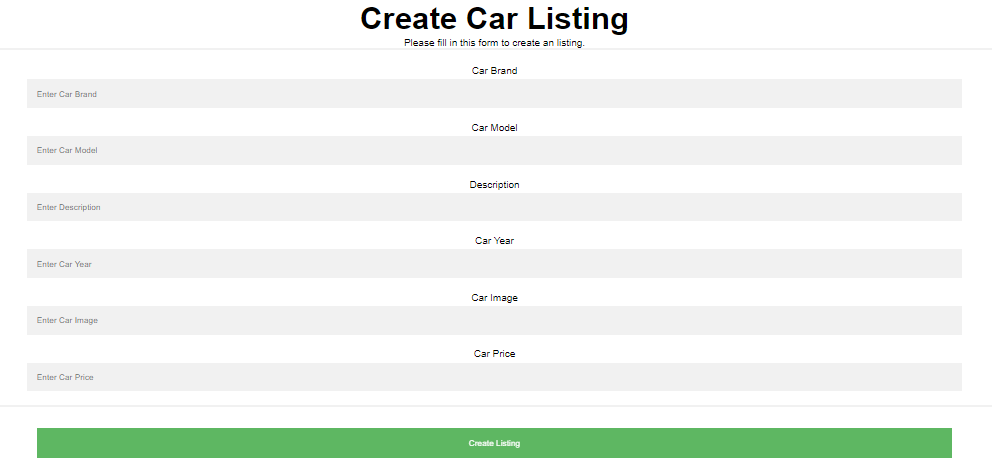 Create Car Listing
Please fill in this form to create an listing.
Car Brand
Enter Car Brand
Car Model
Enter Car Model
Description
Enter Description
Car Year
Enter Car Year
Car Image
Enter Car Image
Car Price
Enter Car Price
Create Listing